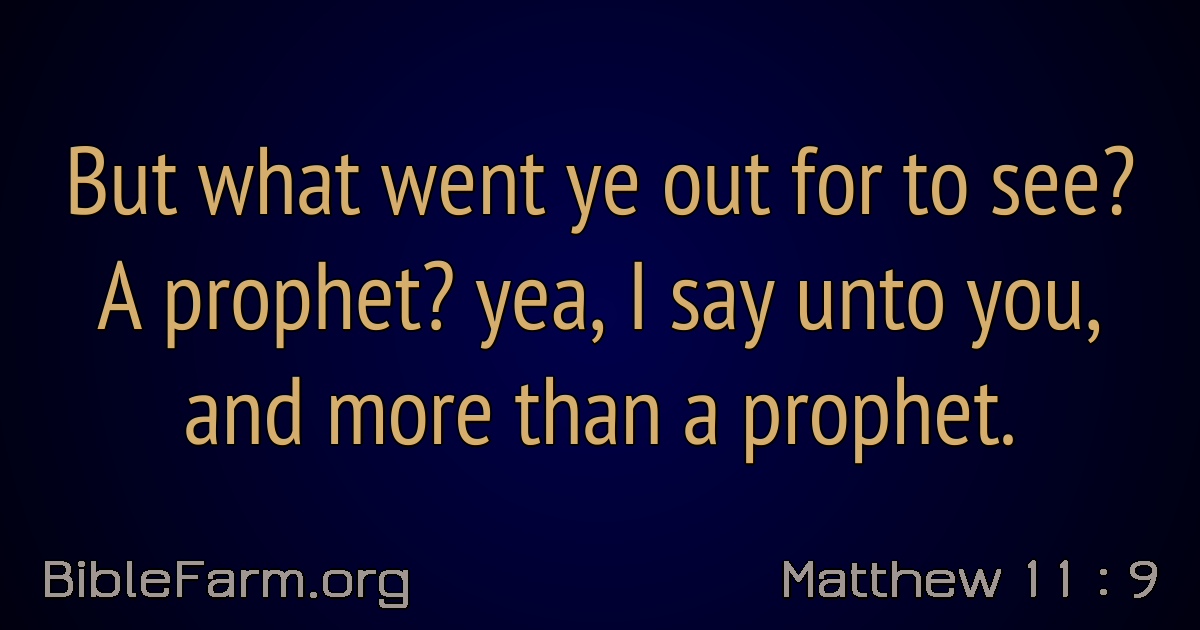 But what went ye out for to see?
A prophet? yea, I say unto you,
and more than a prophet.
BibleFarm.org
Matthew 11 : 9